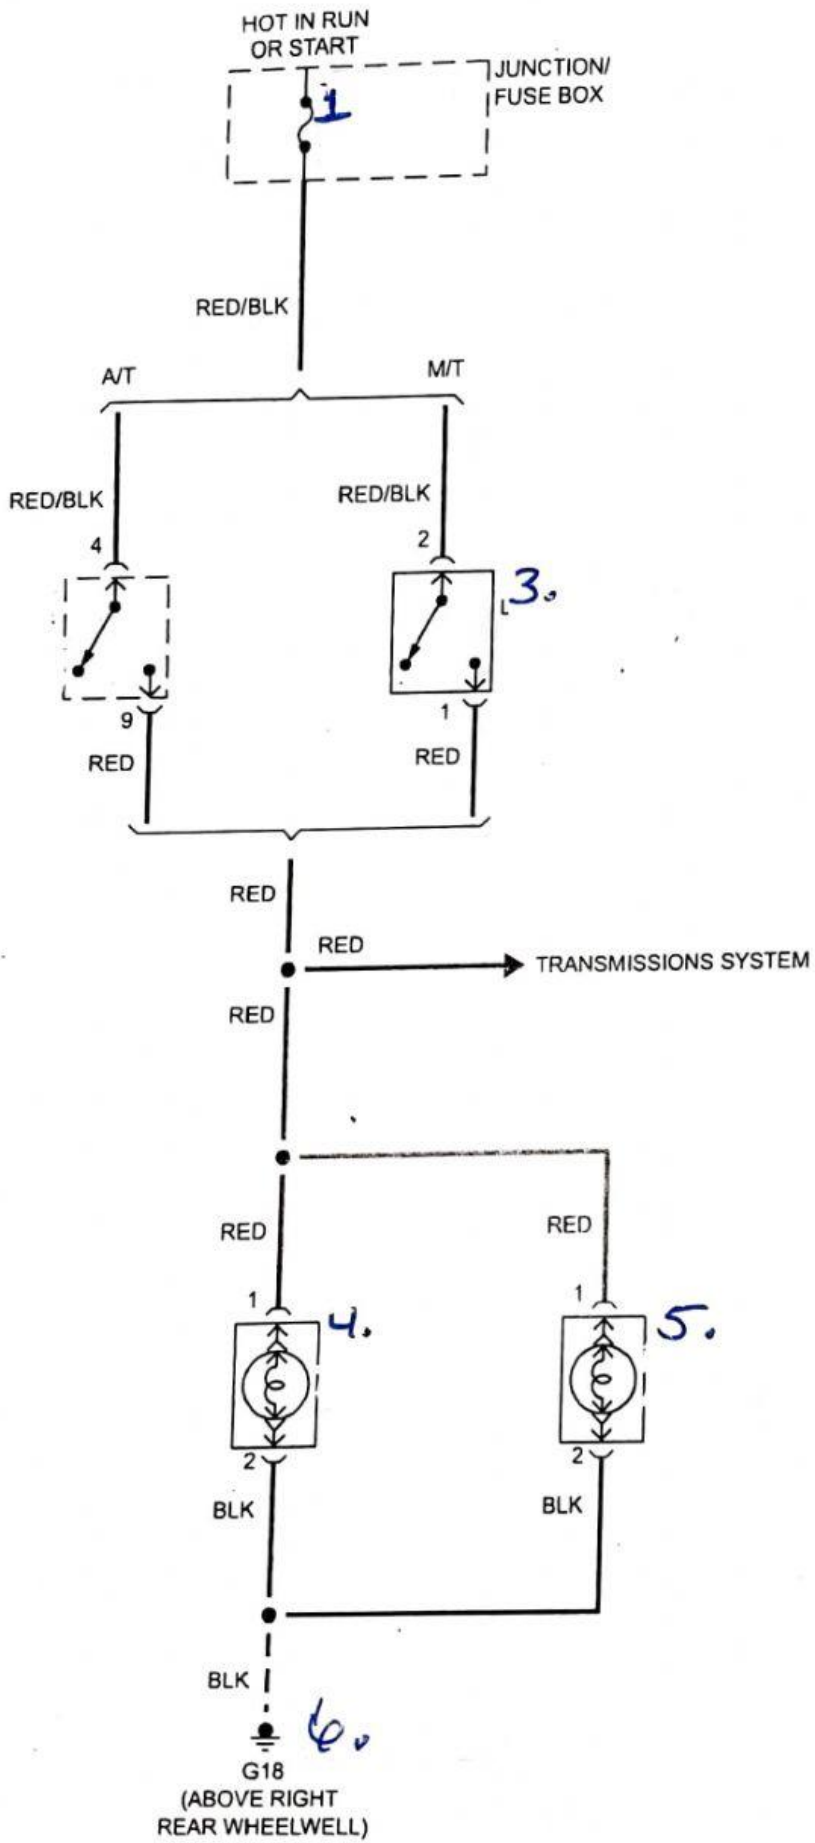 HOT IN RUN
OR START
JUNCTION/
FUSE BOX
1
RED/BLK
A/T
M/T
RED/BLK
RED/BLK
4
2
3.
L
9
1
RED
RED
RED
RED
TRANSMISSIONS SYSTEM
RED
RED
RED
1
1
4.
5.
2
2
BLK
BLK
BLK
6.
G18
(ABOVE RIGHT
REAR WHEELWELL)